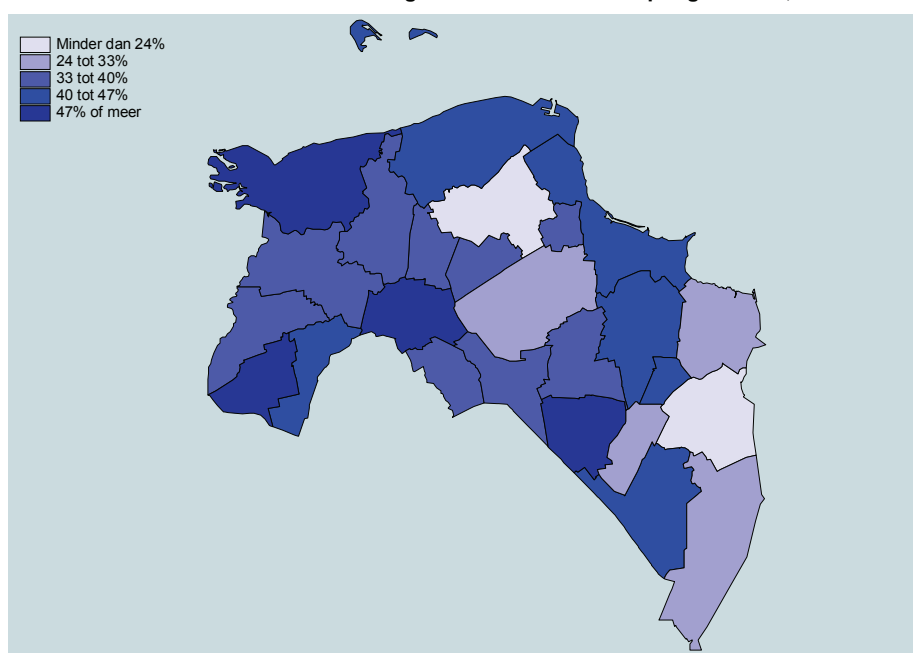 Minder dan 24%
24 tot 33%
33 tot 40%
40 tot 47%
47% of meer